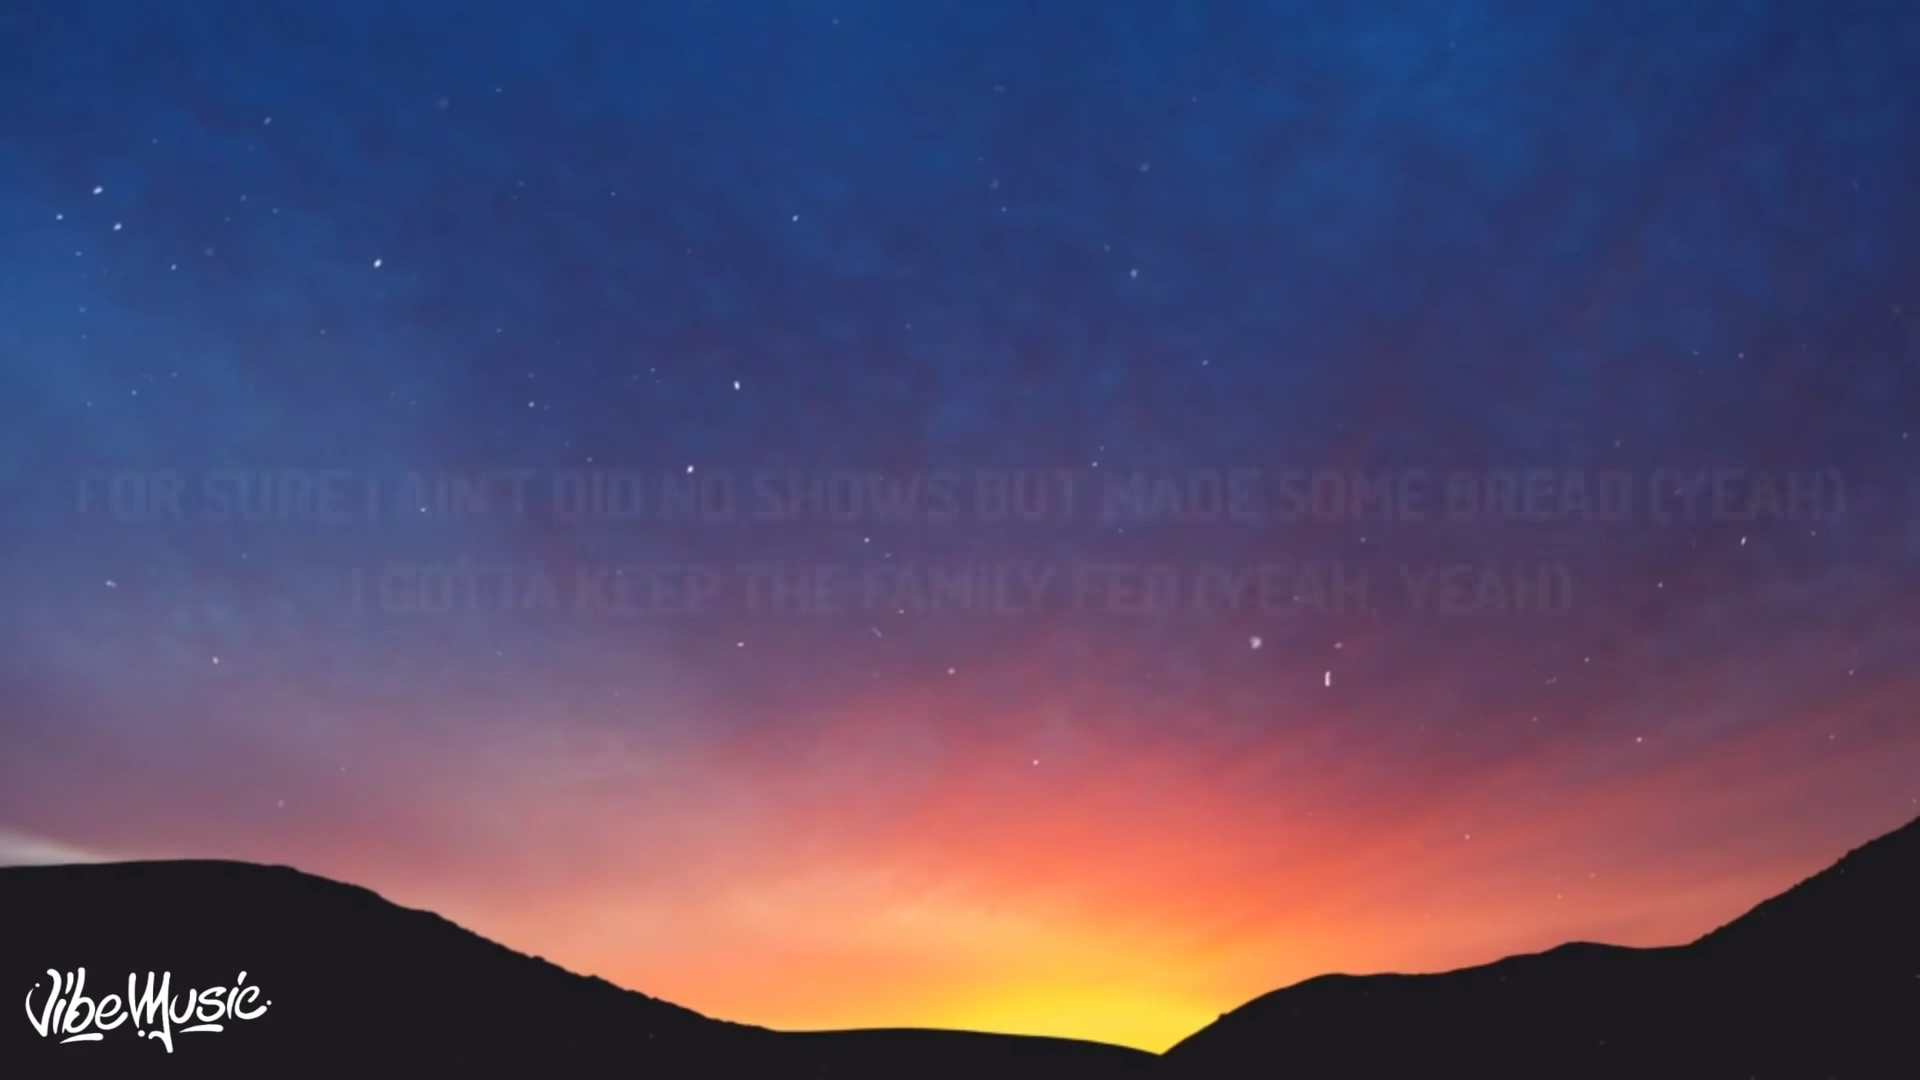 FOR SURE I AIN'T DID NO SHOWS BUT MADE SOME BREAD (YEAH)
I GOTTA KEEP THE FAMILY FED (YEAH, YEAH)
VibeMusic